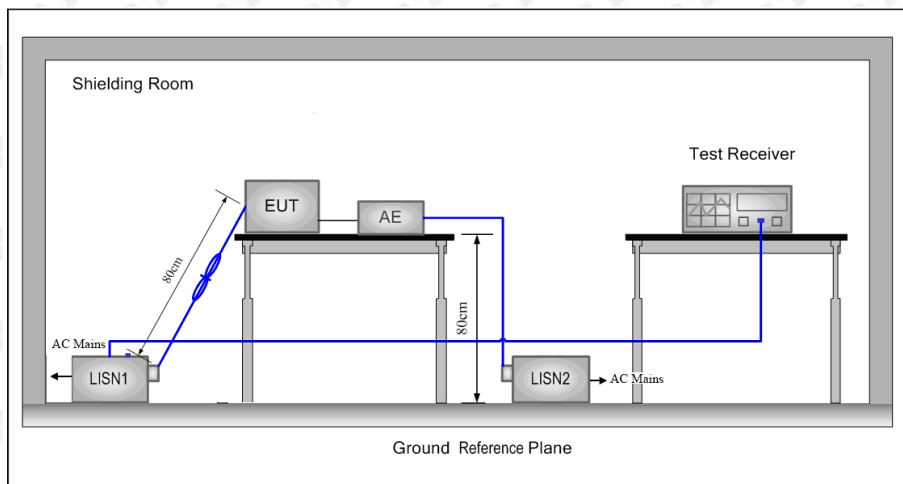 Shielding Room
Test Receiver
EUT
AE
80cm
80cm
AC Mains
LISN1
LISN2
AC Mains
Ground Reference Plane